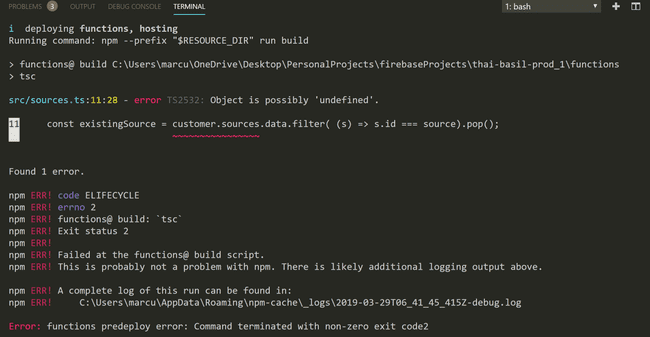 PROBLEMS 3 OUTPUT DEBUG CONSOLE TERMINAL 1: bash
i deploying functions, hosting
Running command: npm --prefix "$RESOURCE_DIR" run build
> functions@ build C:\Users\marcu\OneDrive\Desktop\PersonalProjects\firebaseProjects\thai-basil-prod_1\functions
> tsc
src/sources.ts:11:28 - error TS2532: Object is possibly 'undefined'.
11 const existingSource = customer.sources.data.filter( (s) => s.id === source).pop();
~~~~~~~~~~~~~~~~
Found 1 error.
npm ERR! code ELIFECYCLE
npm ERR! errno 2
npm ERR! functions@ build: `tsc`
npm ERR! Exit status 2
npm ERR!
npm ERR! Failed at the functions@ build script.
npm ERR! This is probably not a problem with npm. There is likely additional logging output above.
npm ERR! A complete log of this run can be found in:
npm ERR! C:\Users\marcu\AppData\Roaming\npm-cache\_logs\2019-03-29T06_41_45_415Z-debug.log
Error: functions predeploy error: Command terminated with non-zero exit code2